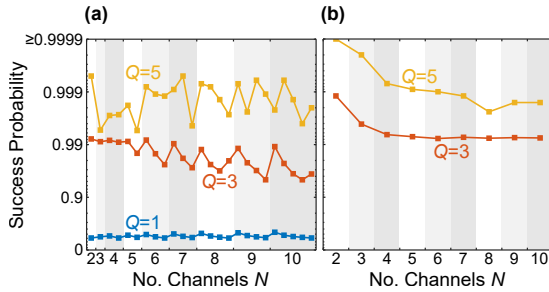 (a)
(b)
Success Probability
≥0.9999
0.999
0.99
0.9
0
Q=5
Q=3
Q=1
2 3 4 5 6 7 8 9 10
No. Channels N
Q=5
Q=3
2 3 4 5 6 7 8 9 10
No. Channels N